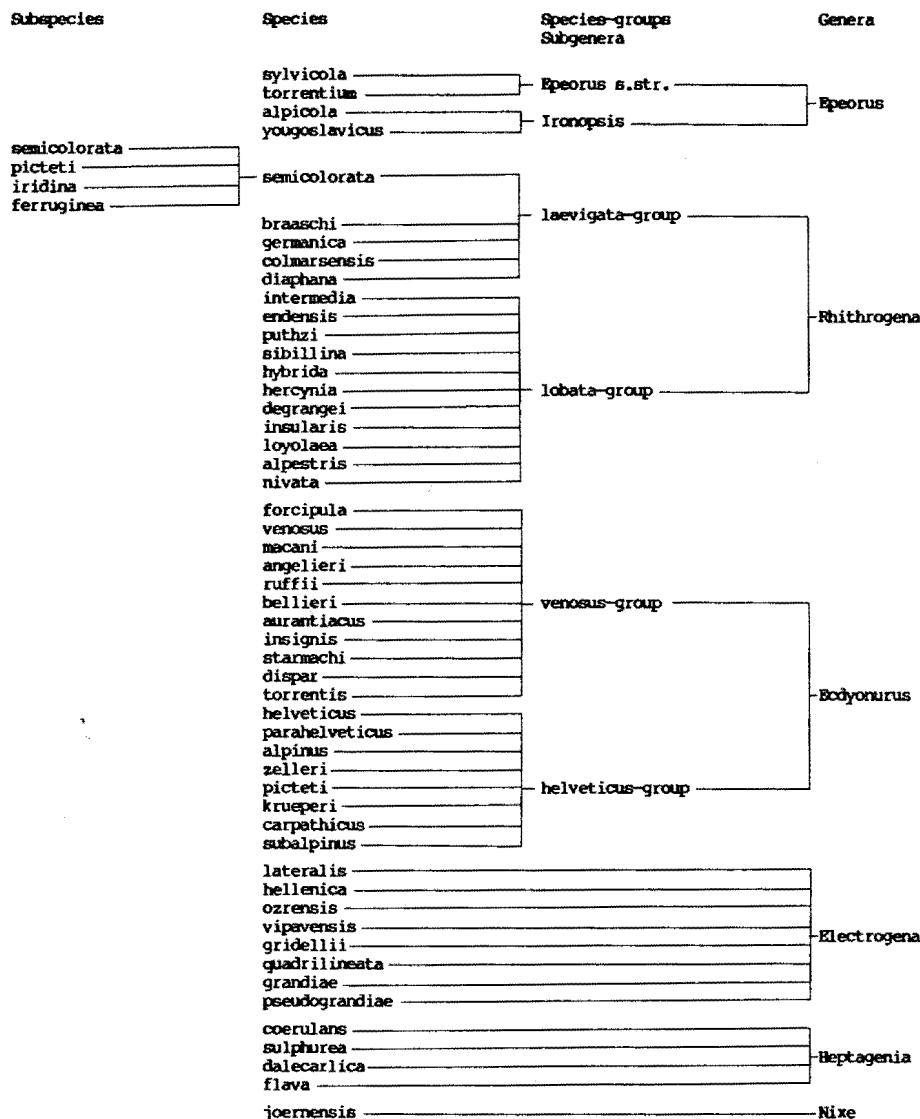 Subspecies Species Species-groups Genera
Subgenera
sylvicola
torrentium
Epeorus s.str.
alpicola
yougoslavicus
Ironopsis
Epeorus
semicolorata
picteti
iridina
ferruginea
semicolorata
braaschi
germanica
colmarsensis
diaphana
laevigata-group
intermedia
endensis
puthzi
sibillina
hybrida
hercynia
degrangei
insularis
loyolaea
alpestris
nivata
lobata-group
Rhithrogena
forcipula
venosus
macani
angelieri
ruffii
bellieri
aurantiacus
insignis
starmachi
dispar
torrentis
venosus-group
helveticus
parahelveticus
alpinus
zelleri
picteti
krueperi
carpathicus
subalpinus
helveticus-group
Ecdyonurus
lateralis
hellenica
ozrensis
vipavensis
gridellii
quadrilineata
grandiae
pseudograndiae
Electrogena
coerulans
sulphurea
dalecarlica
flava
Heptagenia
joernensis
Nixe